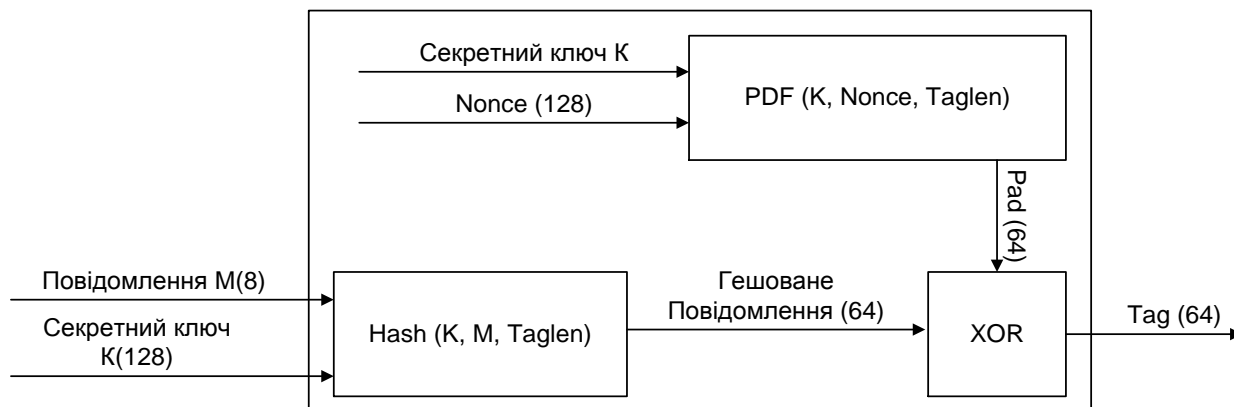 Секретний ключ К
Nonce (128)
PDF (K, Nonce, Taglen)
Pad (64)
Повідомлення М(8)
Секретний ключ
К(128)
Hash (K, M, Taglen)
Гешоване
Повідомлення (64)
XOR
Tag (64)